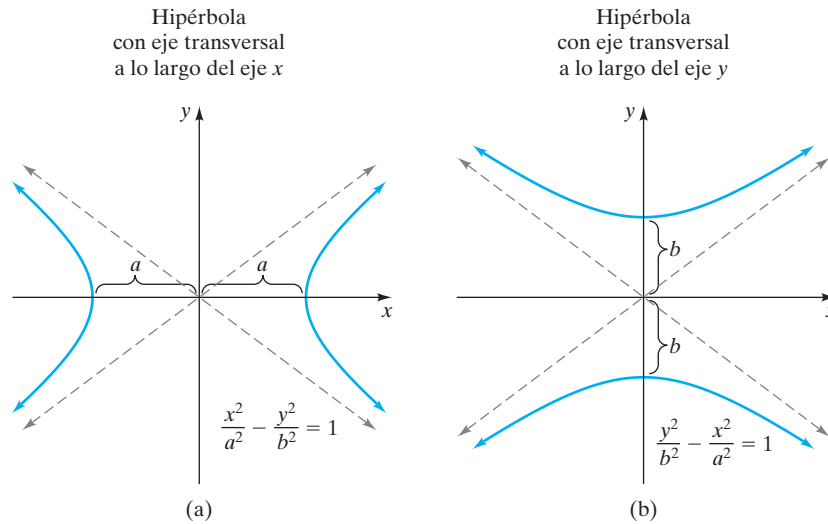 Hipérbola
con eje transversal
a lo largo del eje x
y
a
a
x
x²/a² − y²/b² = 1
(a)
Hipérbola
con eje transversal
a lo largo del eje y
y
b
b
y²/b² − x²/a² = 1
(b)